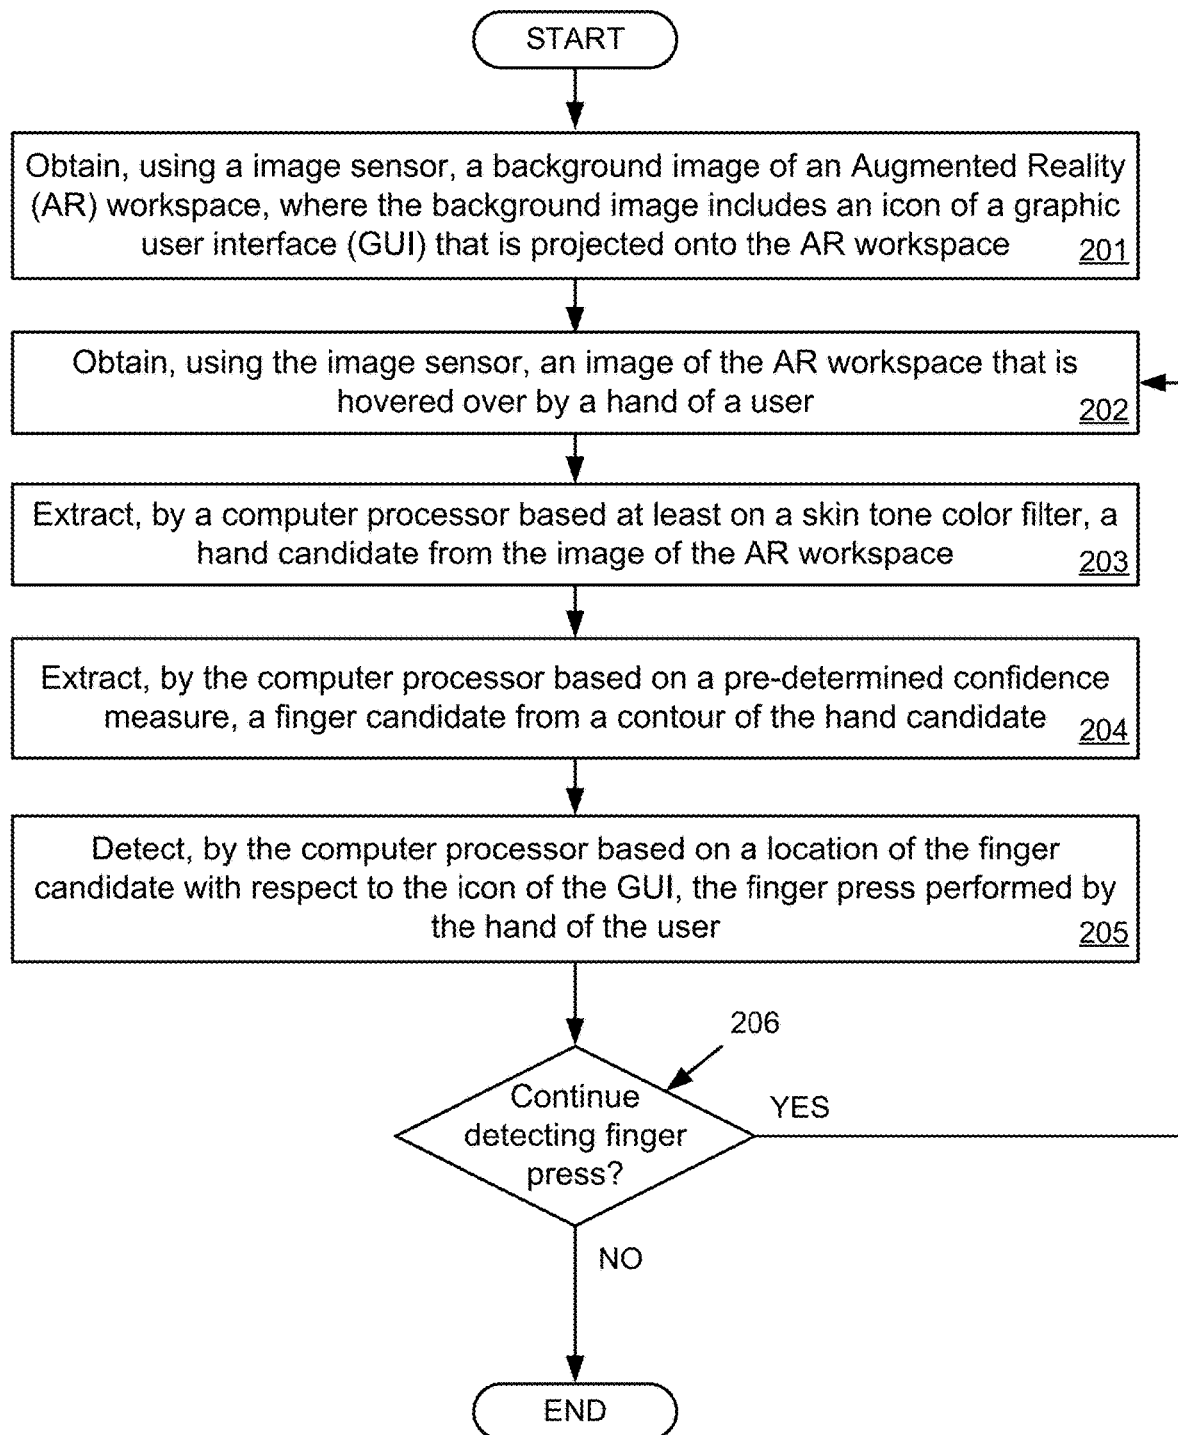 START
Obtain, using a image sensor, a background image of an Augmented Reality
(AR) workspace, where the background image includes an icon of a graphic
user interface (GUI) that is projected onto the AR workspace
201
Obtain, using the image sensor, an image of the AR workspace that is
hovered over by a hand of a user
202
Extract, by a computer processor based at least on a skin tone color filter, a
hand candidate from the image of the AR workspace
203
Extract, by the computer processor based on a pre-determined confidence
measure, a finger candidate from a contour of the hand candidate
204
Detect, by the computer processor based on a location of the finger
candidate with respect to the icon of the GUI, the finger press performed by
the hand of the user
205
206
Continue
detecting finger
press?
YES
NO
END